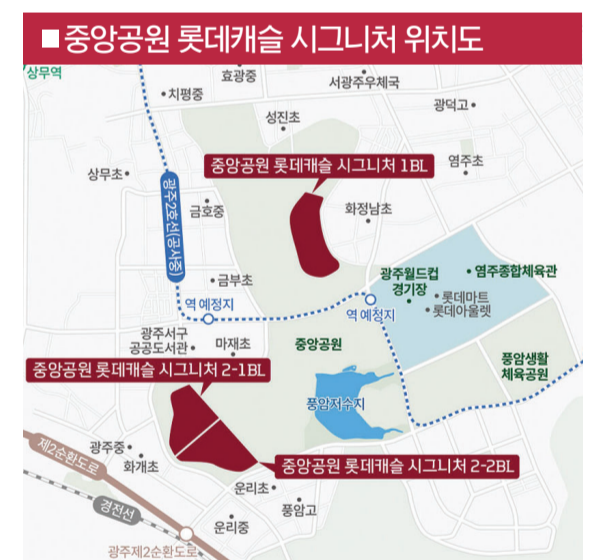 중앙공원 롯데캐슬 시그니처 위치도
상무역
효광중
서광주우체국
치평중
광덕고
성진초
염주초
중앙공원 롯데캐슬 시그니처 1BL
상무초
광주2호선(공사중)
금호중
화정남초
금부초
광주월드컵
경기장
염주종합체육관
롯데마트
롯데아울렛
역 예정지
역 예정지
광주서구
공공도서관
마재초
중앙공원
풍암생활
체육공원
중앙공원 롯데캐슬 시그니처 2-1BL
풍암저수지
제2순환도로
광주중
화개초
중앙공원 롯데캐슬 시그니처 2-2BL
운리초
경전선
풍암고
운리중
광주제2순환도로